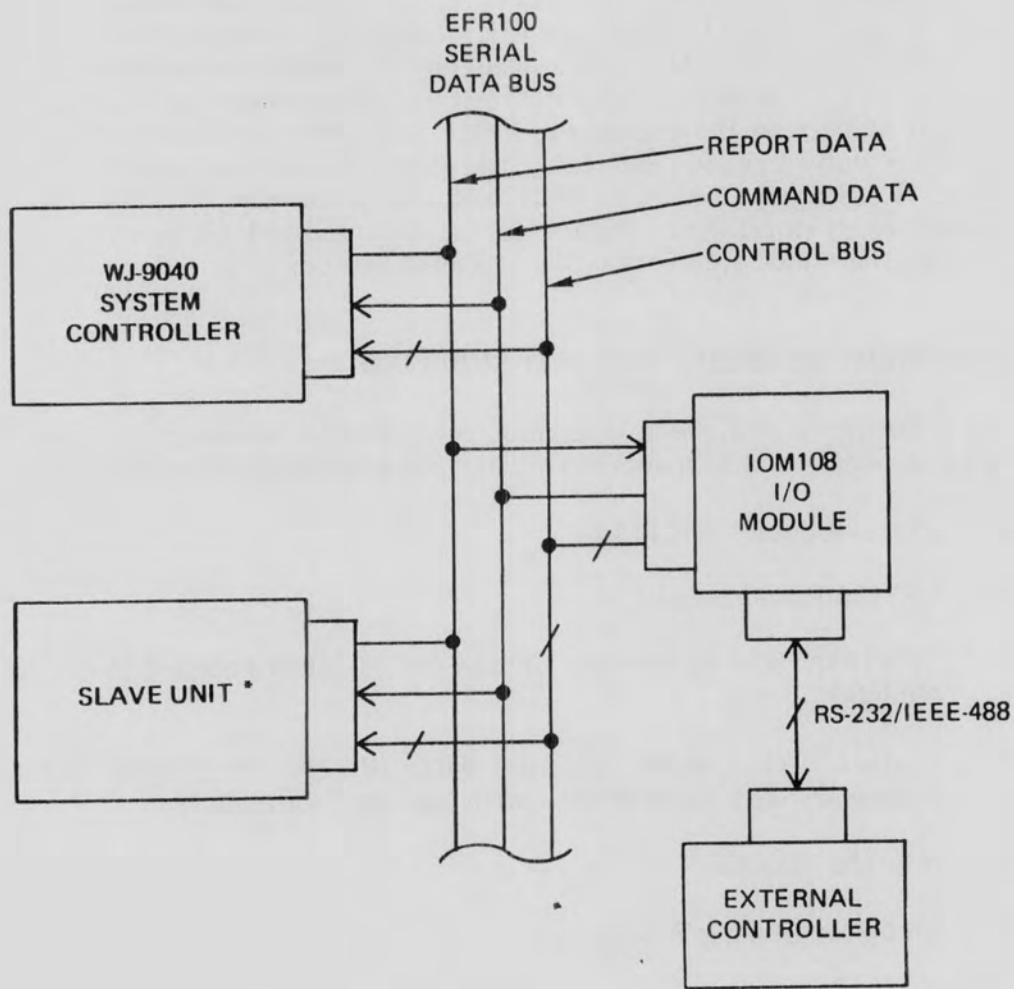 EFR100
SERIAL
DATA BUS
REPORT DATA
COMMAND DATA
CONTROL BUS
WJ-9040
SYSTEM
CONTROLLER
IOM108
I/O
MODULE
SLAVE UNIT *
RS-232/IEEE-488
EXTERNAL
CONTROLLER